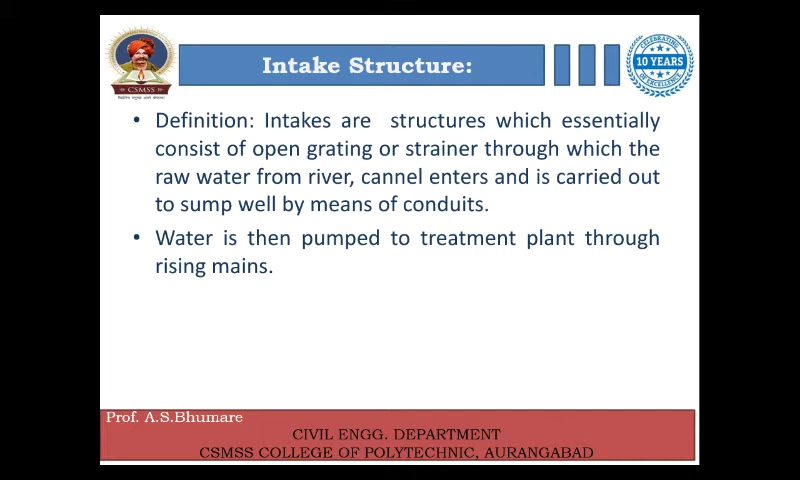 Intake Structure:
CSMSS
CELEBRATING
10 YEARS
OF EXCELLENCE
• Definition: Intakes are structures which essentially
consist of open grating or strainer through which the
raw water from river, cannel enters and is carried out
to sump well by means of conduits.
• Water is then pumped to treatment plant through
rising mains.
Prof. A.S.Bhumare
CIVIL ENGG. DEPARTMENT
CSMSS COLLEGE OF POLYTECHNIC, AURANGABAD